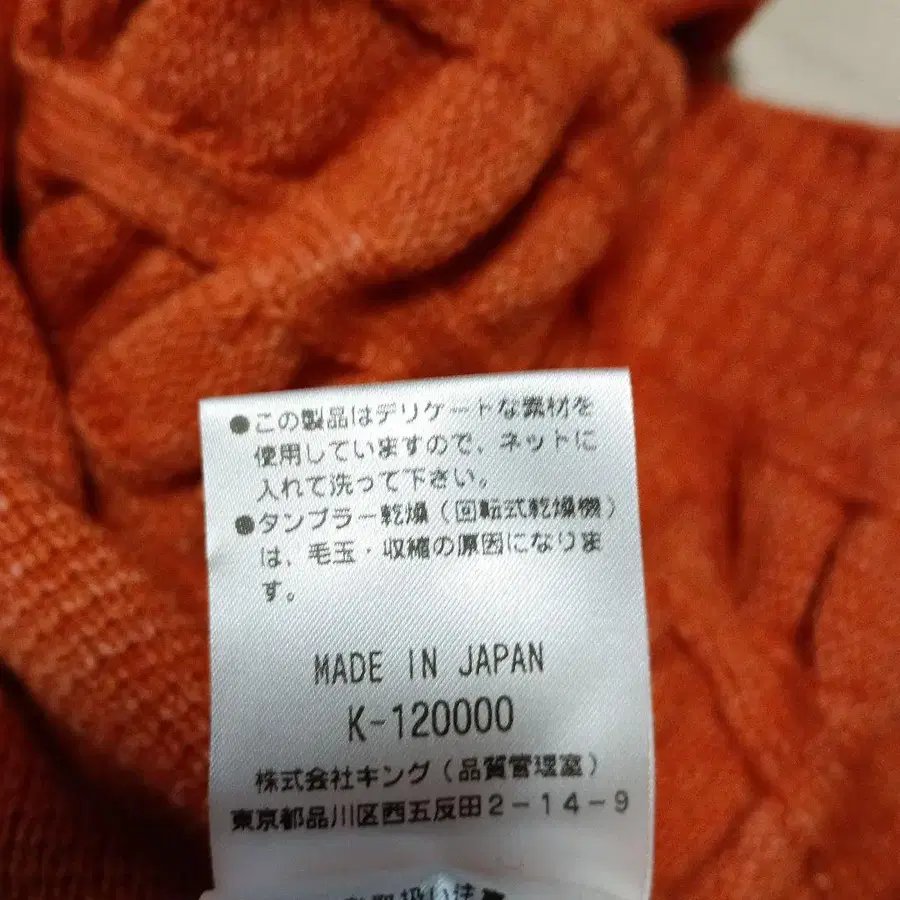 ●この製品はデリケートな素材を
使用していますので、ネットに
入れて洗って下さい。
●タンブラー乾燥(回転式乾燥機)
は、毛玉・収縮の原因になりま
す。
MADE IN JAPAN
K-120000
株式会社キング(品質管理室)
東京都品川区西五反田2-14-9
取扱い注